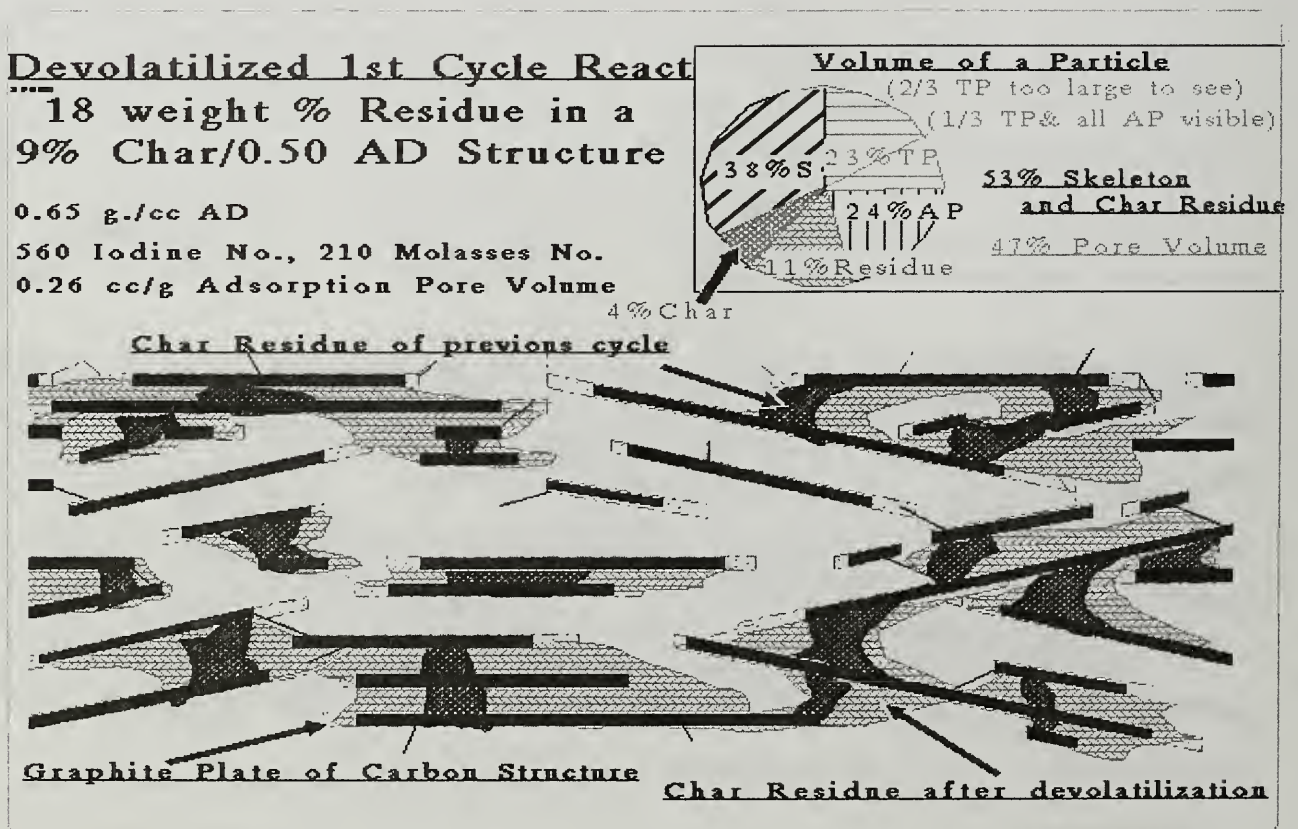 Devolatilized 1st Cycle React
18 weight % Residue in a
9% Char/0.50 AD Structure
0.65 g./cc AD
560 Iodine No., 210 Molasses No.
0.26 cc/g Adsorption Pore Volume
Volume of a Particle
(2/3 TP too large to see)
(1/3 TP& all AP visible)
38%S
23%TP
24%AP
11%Residue
4%Char
53% Skeleton
and Char Residue
47% Pore Volume
Char Residue of previous cycle
Graphite Plate of Carbon Structure
Char Residue after devolatilization